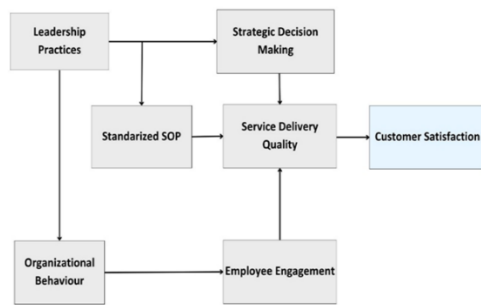 Leadership
Practices
Strategic Decision
Making
Standarized SOP
Service Delivery
Quality
Customer Satisfaction
Organizational
Behaviour
Employee Engagement